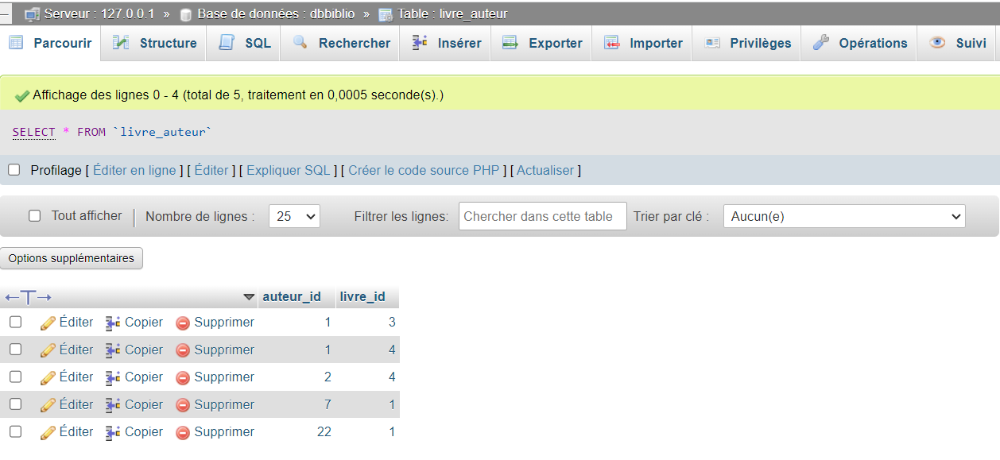 Serveur : 127.0.0.1 » Base de données : dbbiblio » Table : livre_auteur
Parcourir Structure SQL Rechercher Insérer Exporter Importer Privilèges Opérations Suivi
Affichage des lignes 0 - 4 (total de 5, traitement en 0,0005 seconde(s).)
SELECT * FROM `livre_auteur`
Profilage [ Éditer en ligne ] [ Éditer ] [ Expliquer SQL ] [ Créer le code source PHP ] [ Actualiser ]
Tout afficher Nombre de lignes : 25 Filtrer les lignes: Chercher dans cette table Trier par clé : Aucun(e)
Options supplémentaires
auteur_id livre_id
Éditer Copier Supprimer 1 3
Éditer Copier Supprimer 1 4
Éditer Copier Supprimer 2 4
Éditer Copier Supprimer 7 1
Éditer Copier Supprimer 22 1